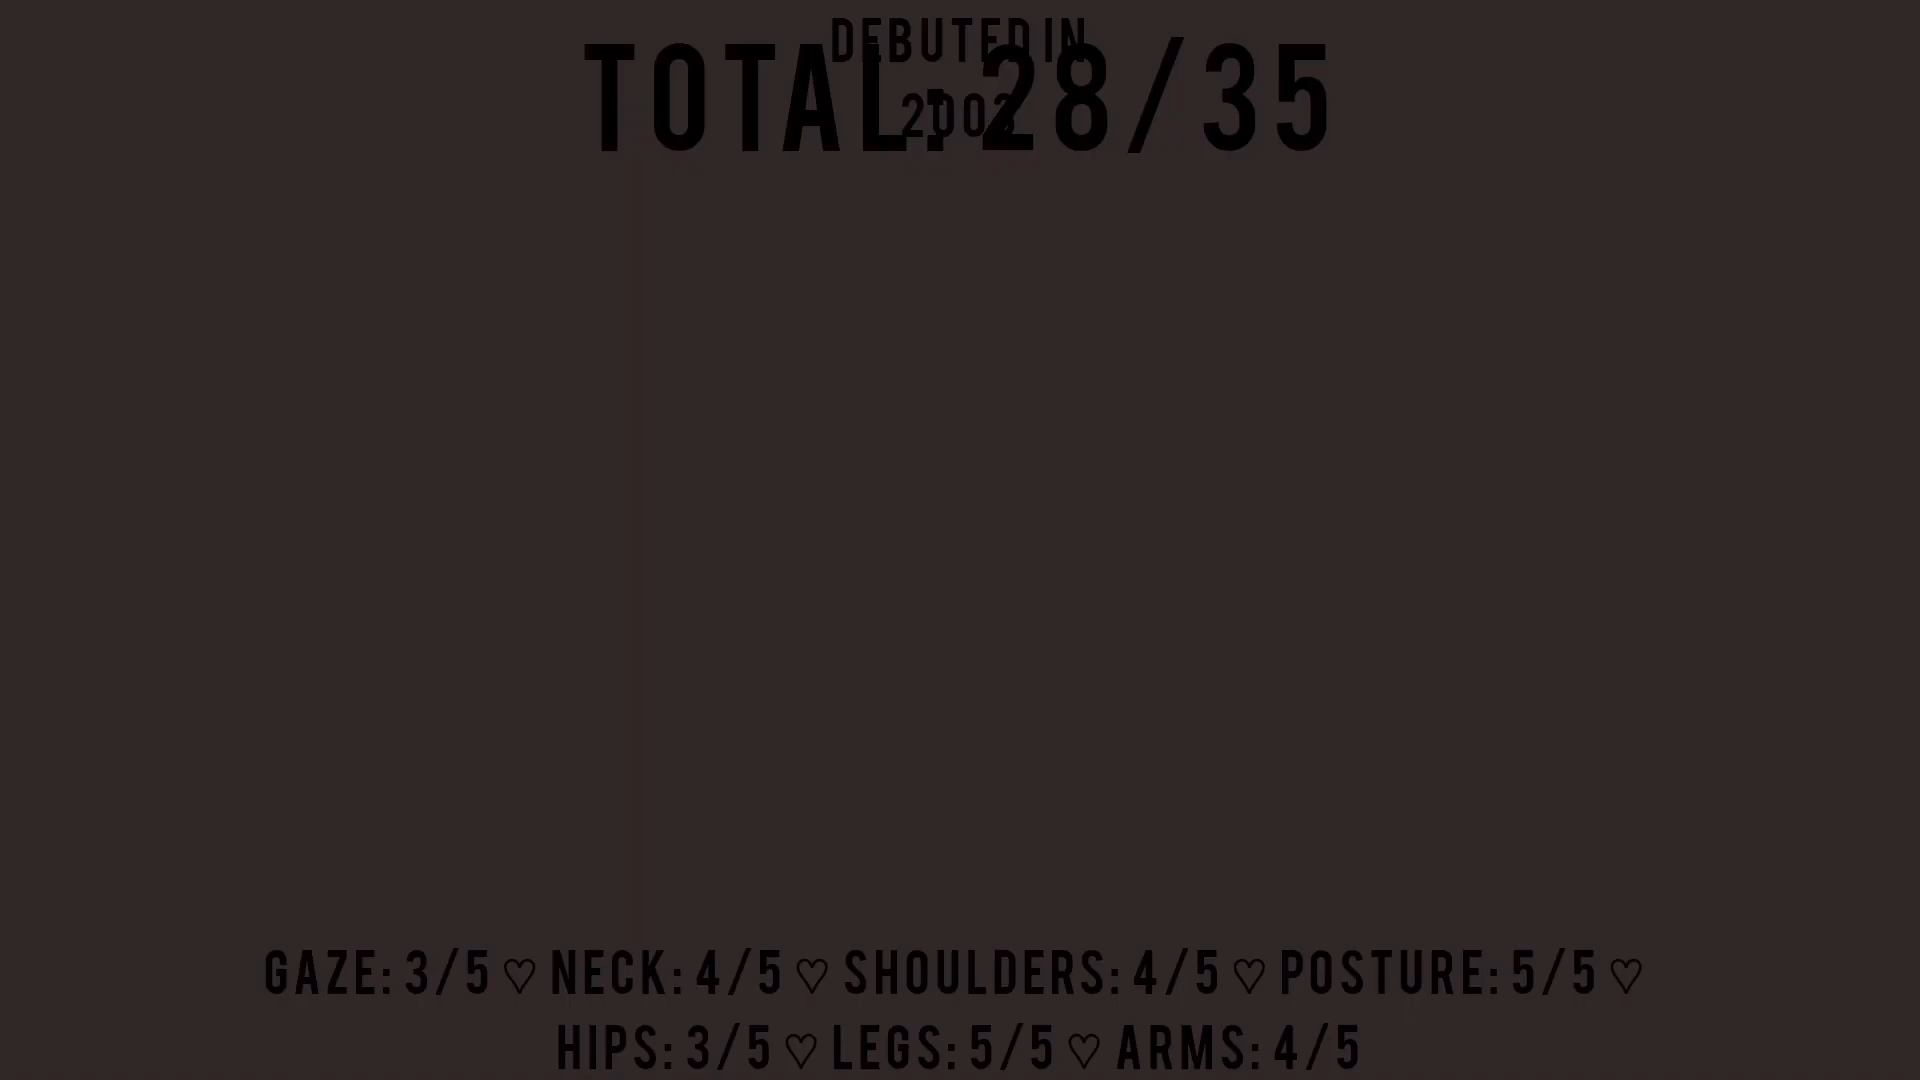 DEBUTED IN
TOTAL: 28/35
2003
GAZE: 3/5 ♡ NECK: 4/5 ♡ SHOULDERS: 4/5 ♡ POSTURE: 5/5 ♡
HIPS: 3/5 ♡ LEGS: 5/5 ♡ ARMS: 4/5